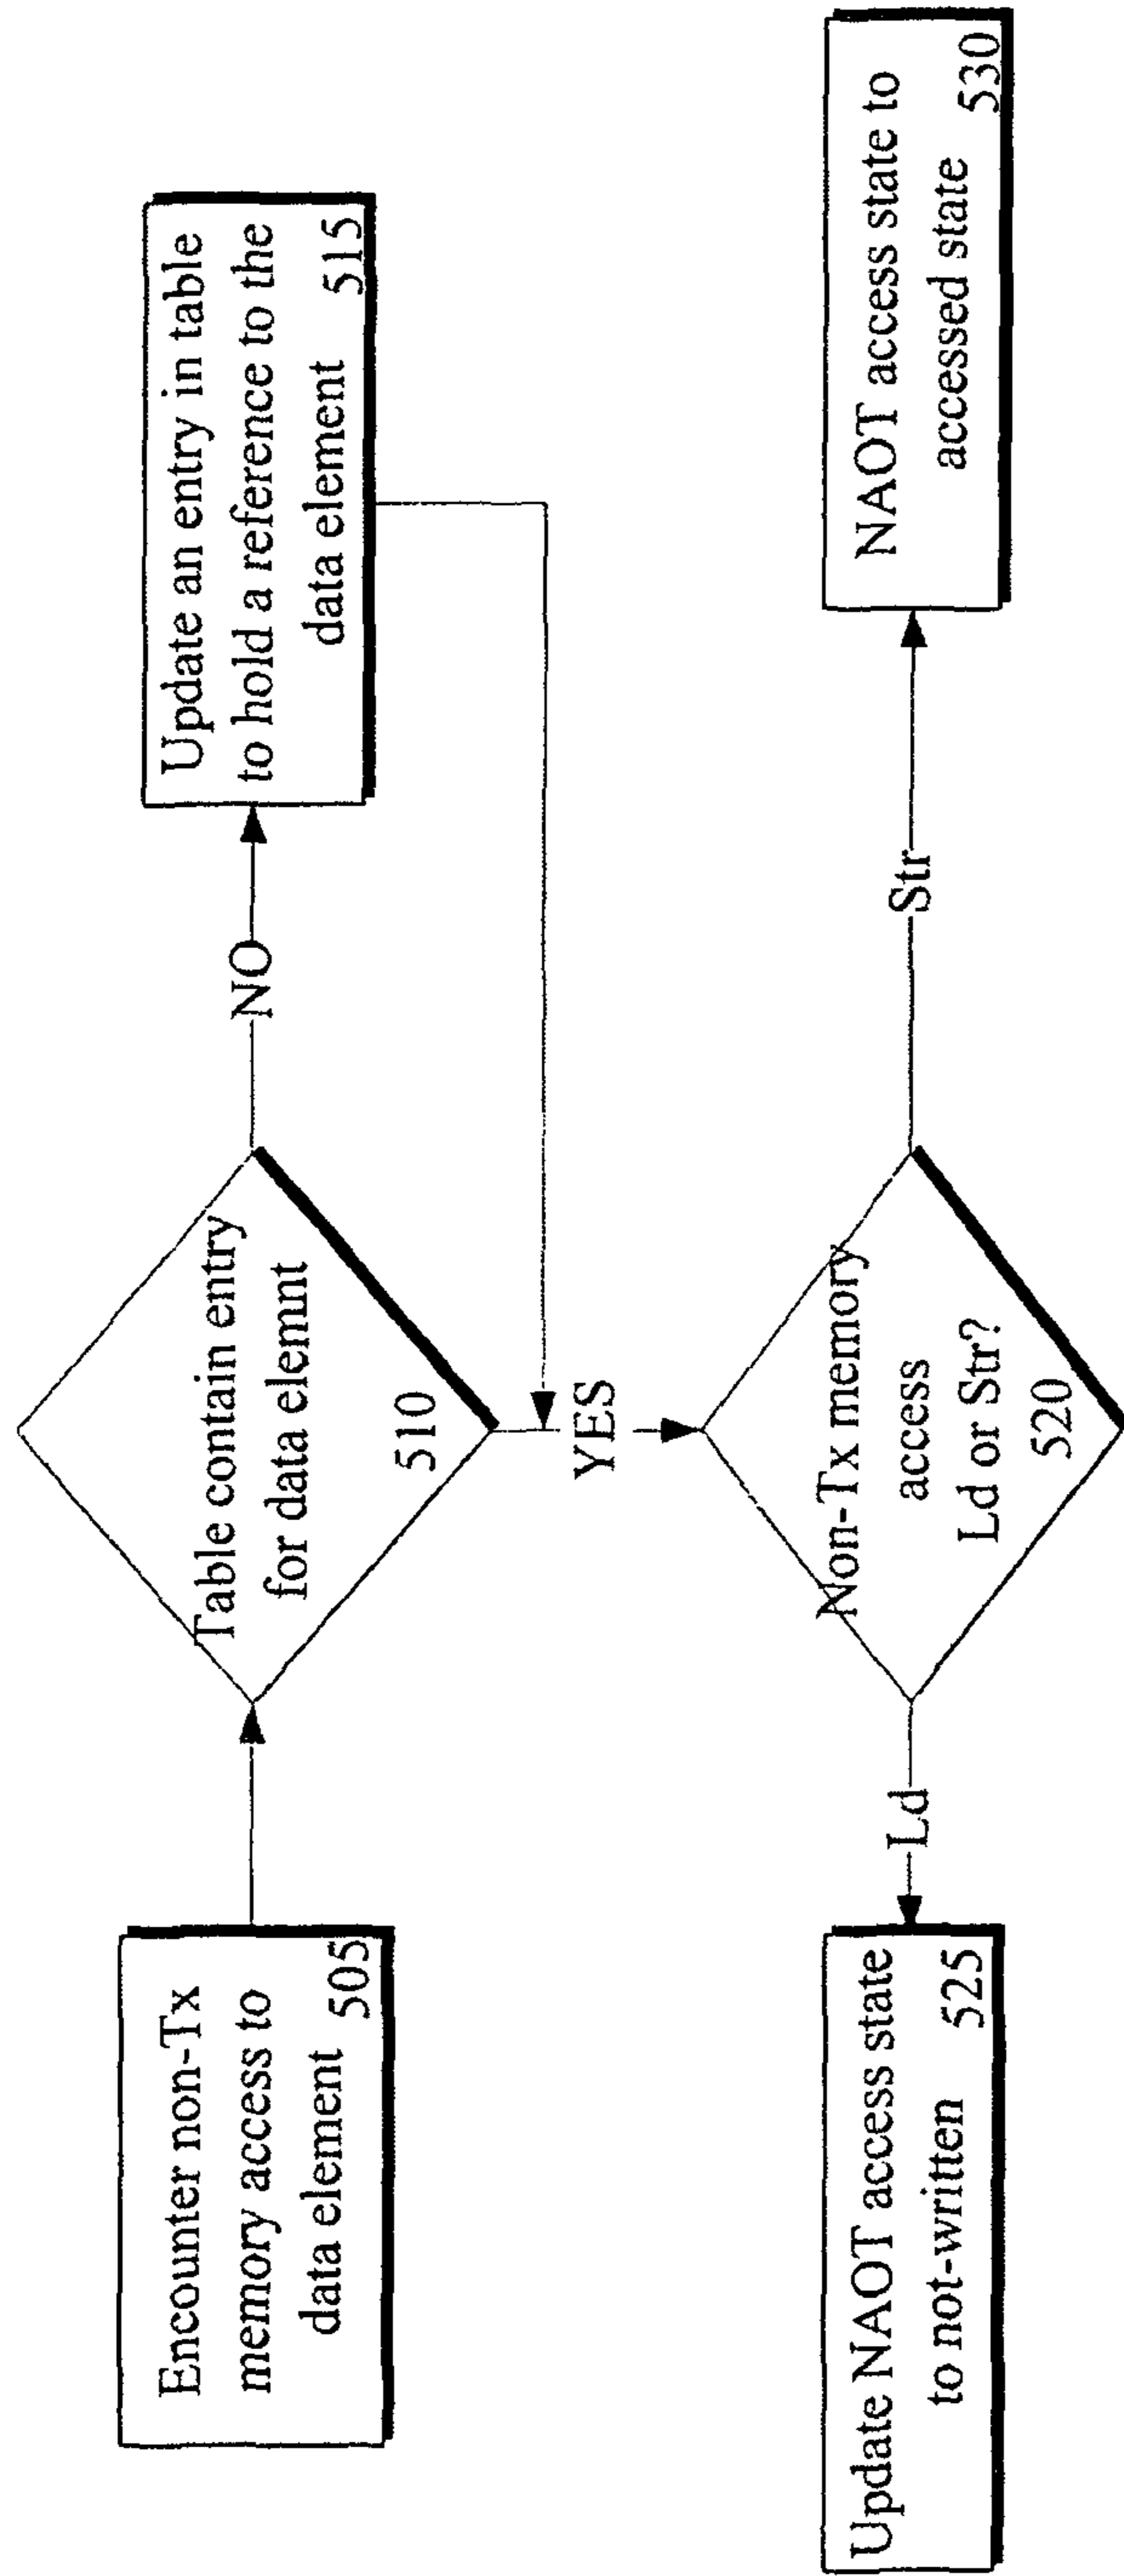 Encounter non-Tx
memory access to
data element 505
Table contain entry
for data elemnt
510
NO
Update an entry in table
to hold a reference to the
data element 515
YES
Non-Tx memory
access
Ld or Str?
520
Ld
Update NAOT access state
to not-written 525
Str
NAOT access state to
accessed state 530